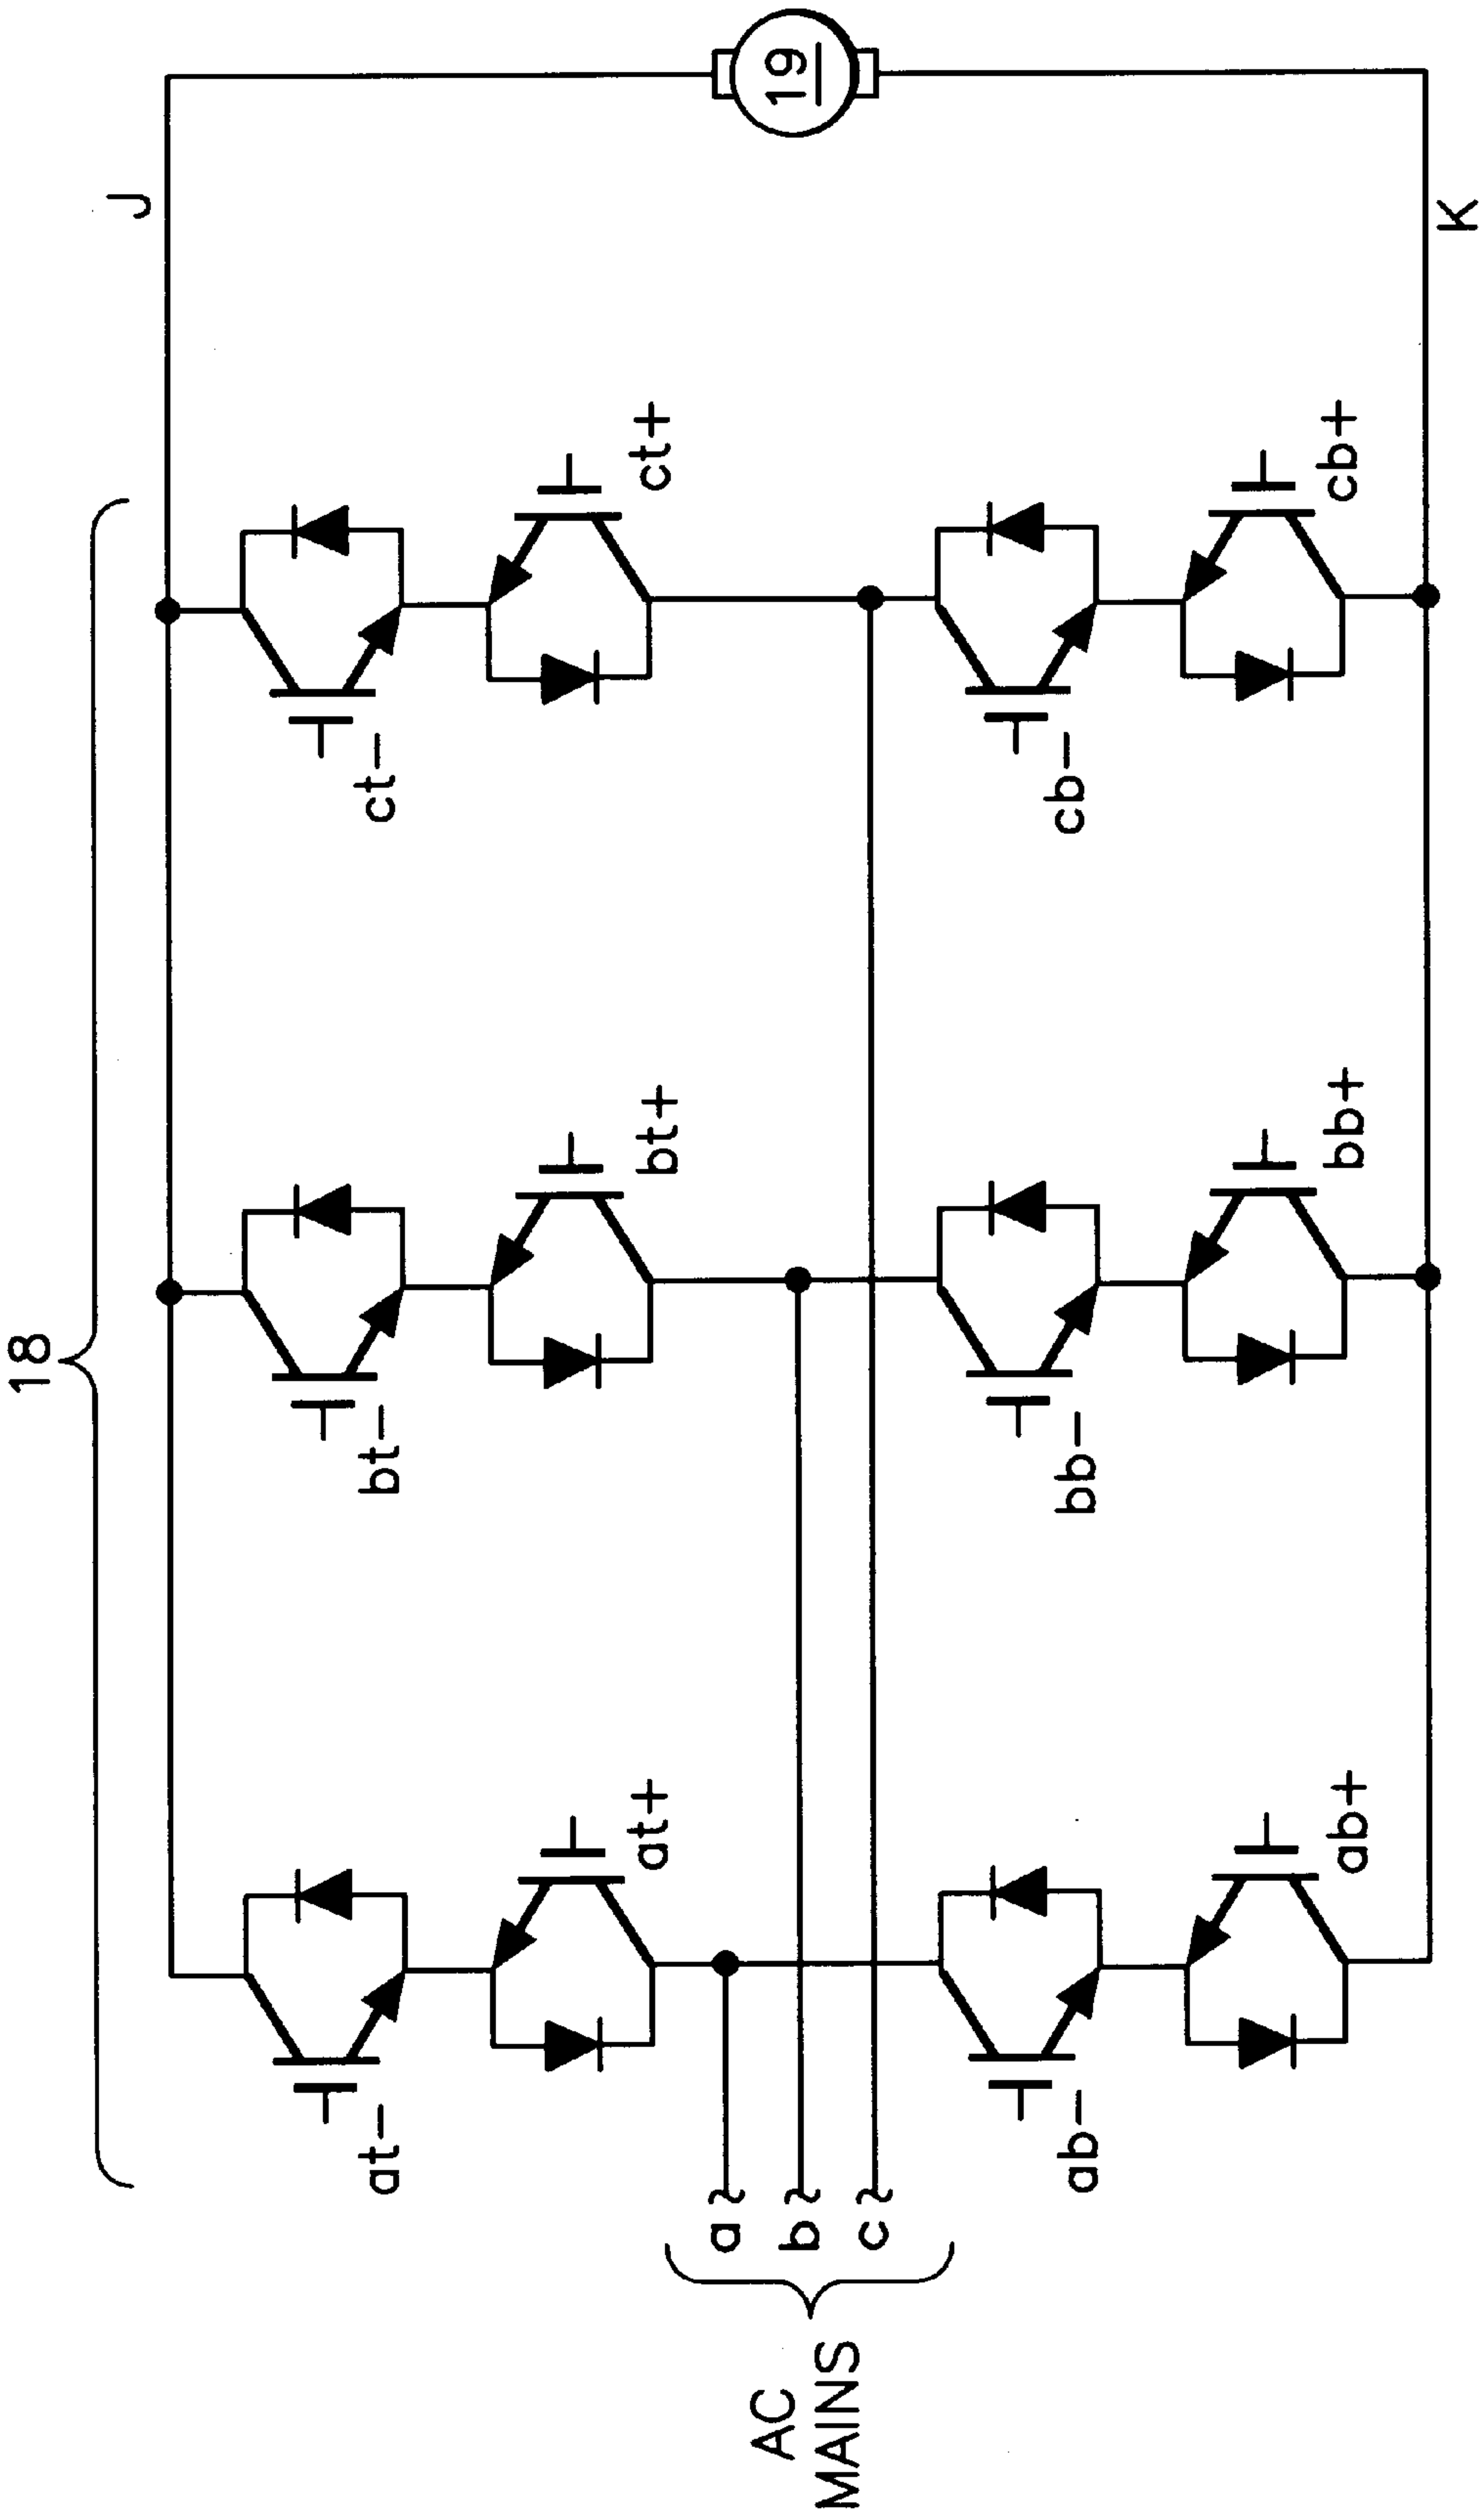 18
J
at-
bt-
ct-
at+
bt+
ct+
AC
MAINS
a
b
c
19
ab-
bb-
cb-
ab+
bb+
cb+
K